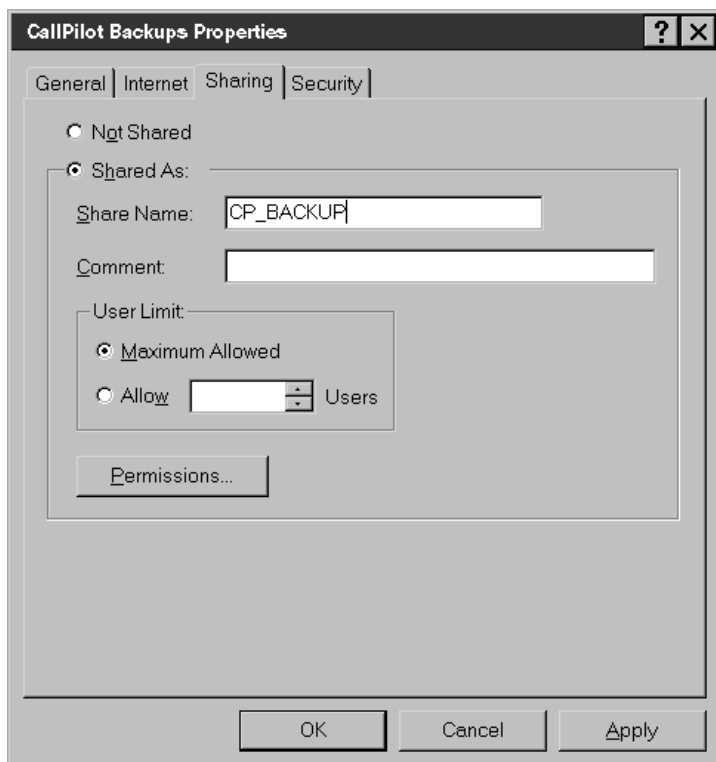 CallPilot Backups Properties ?
General Internet Sharing Security
Not Shared
Shared As:
Share Name: CP_BACKUP
Comment:
User Limit:
Maximum Allowed
Allow Users
Permissions...
OK Cancel Apply